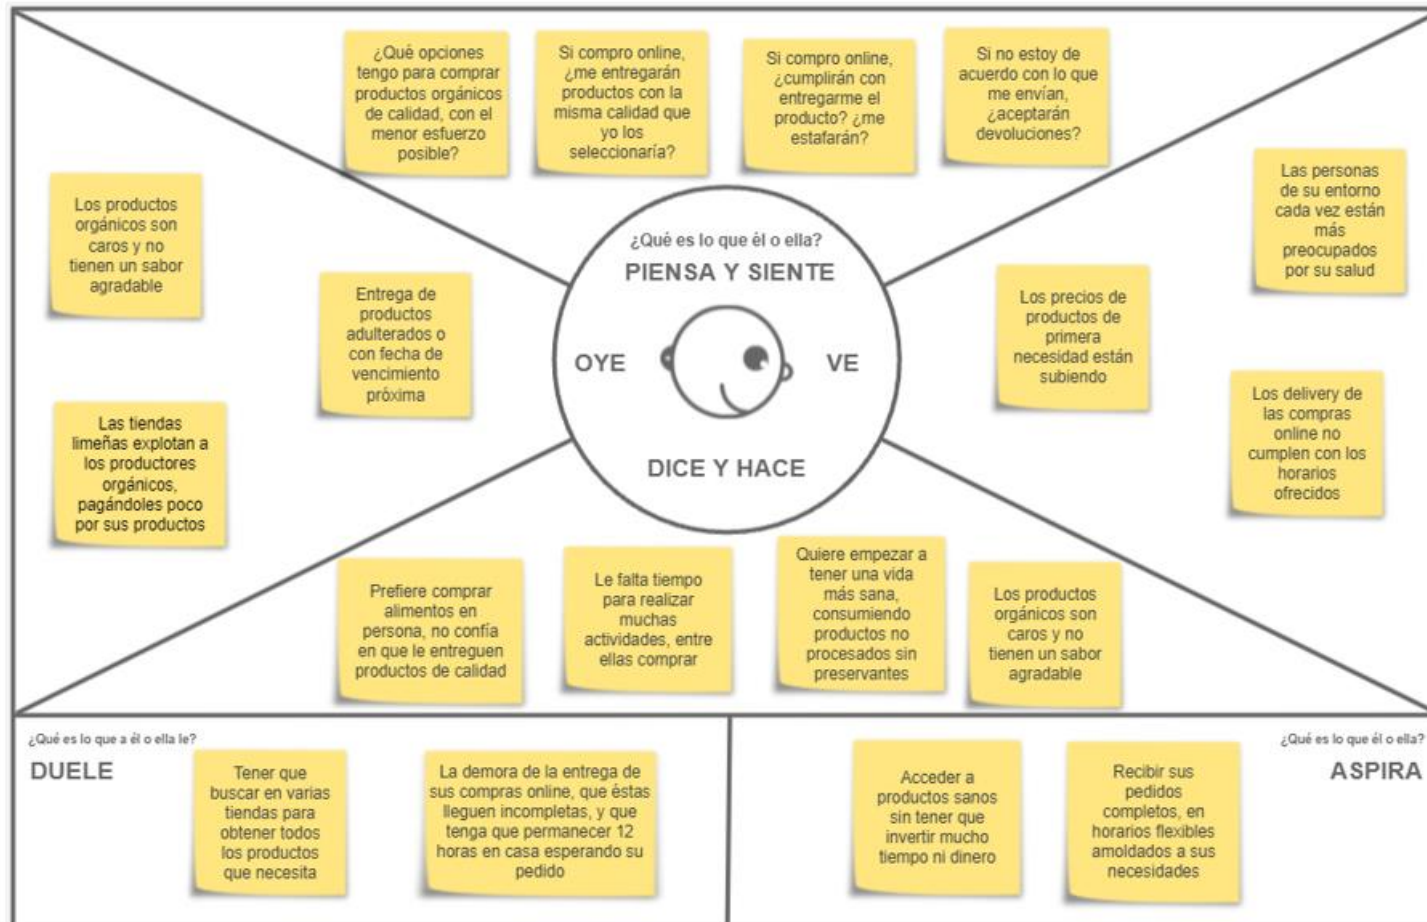 ¿Qué opciones
tengo para comprar
productos orgánicos
de calidad, con el
menor esfuerzo
posible?
Si compro online,
¿me entregarán
productos con la
misma calidad que
yo los
seleccionaría?
Si compro online,
¿cumplirán con
entregarme el
producto? ¿me
estafarán?
Si no estoy de
acuerdo con lo que
me envían,
¿aceptarán
devoluciones?
Los productos
orgánicos son
caros y no
tienen un sabor
agradable
Entrega de
productos
adulterados o
con fecha de
vencimiento
próxima
Las tiendas
limeñas explotan a
los productores
orgánicos,
pagándoles poco
por sus productos
¿Qué es lo que él o ella?
PIENSA Y SIENTE
OYE
VE
DICE Y HACE
Las personas
de su entorno
cada vez están
más
preocupados
por su salud
Los precios de
productos de
primera
necesidad están
subiendo
Los delivery de
las compras
online no
cumplen con los
horarios
ofrecidos
Prefiere comprar
alimentos en
persona, no confía
en que le entreguen
productos de calidad
Le falta tiempo
para realizar
muchas
actividades, entre
ellas comprar
Quiere empezar a
tener una vida
más sana,
consumiendo
productos no
procesados sin
preservantes
Los productos
orgánicos son
caros y no
tienen un sabor
agradable
¿Qué es lo que a él o ella le?
DUELE
Tener que
buscar en varias
tiendas para
obtener todos
los productos
que necesita
La demora de la entrega de
sus compras online, que éstas
lleguen incompletas, y que
tenga que permanecer 12
horas en casa esperando su
pedido
¿Qué es lo que él o ella?
ASPIRA
Acceder a
productos sanos
sin tener que
invertir mucho
tiempo ni dinero
Recibir sus
pedidos
completos, en
horarios flexibles
amoldados a sus
necesidades